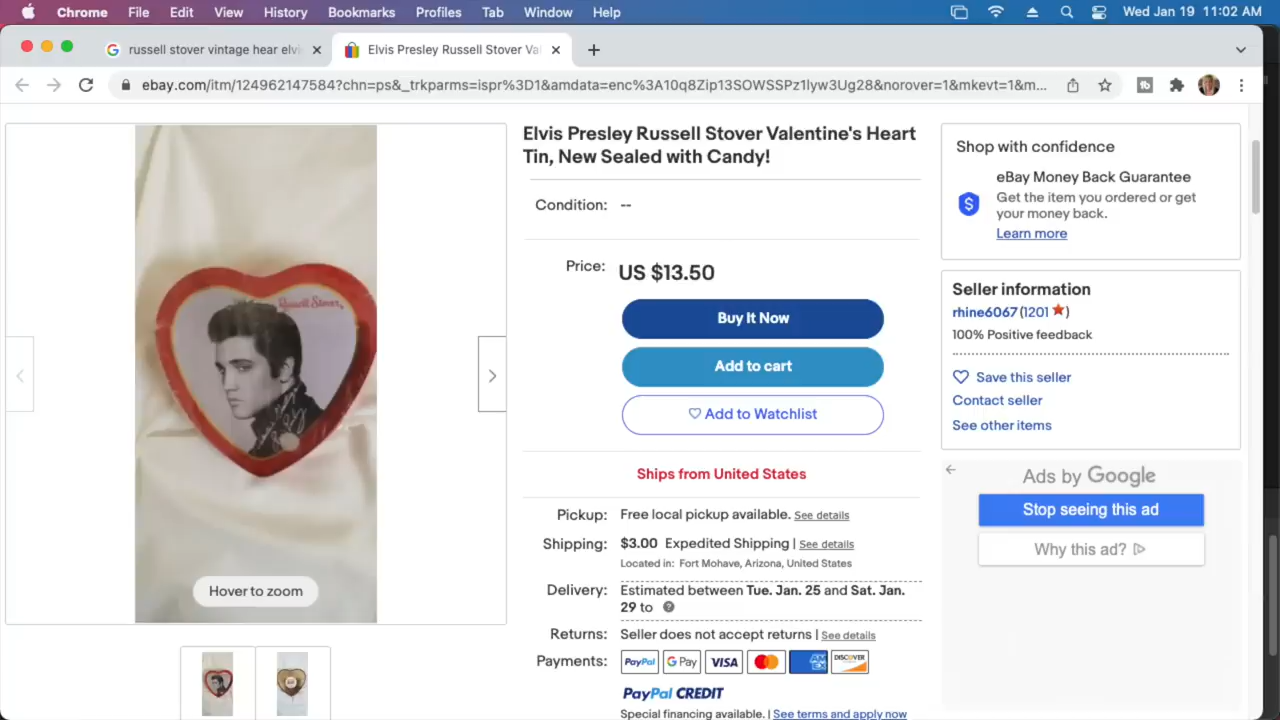 Chrome File Edit View History Bookmarks Profiles Tab Window Help Wed Jan 19 11:02 AM
russell stover vintage hear elvi
Elvis Presley Russell Stover Val
ebay.com/itm/124962147584?chn=ps&_trkparms=ispr%3D1&amdata=enc%3A10q8Zip13SOWSSPz1lyw3Ug28&norover=1&mkevt=1&m...
Russell Stover
Hover to zoom
Elvis Presley Russell Stover Valentine's Heart
Tin, New Sealed with Candy!
Condition: --
Price: US $13.50
Buy It Now
Add to cart
Add to Watchlist
Ships from United States
Pickup: Free local pickup available. See details
Shipping: $3.00 Expedited Shipping | See details
Located in: Fort Mohave, Arizona, United States
Delivery: Estimated between Tue. Jan. 25 and Sat. Jan.
29 to ?
Returns: Seller does not accept returns | See details
Payments: PayPal G Pay VISA AM EX DISCOVER
PayPal CREDIT
Special financing available. | See terms and apply now
Shop with confidence
eBay Money Back Guarantee
Get the item you ordered or get
your money back.
Learn more
Seller information
rhine6067 (1201 ★)
100% Positive feedback
Save this seller
Contact seller
See other items
Ads by Google
Stop seeing this ad
Why this ad?